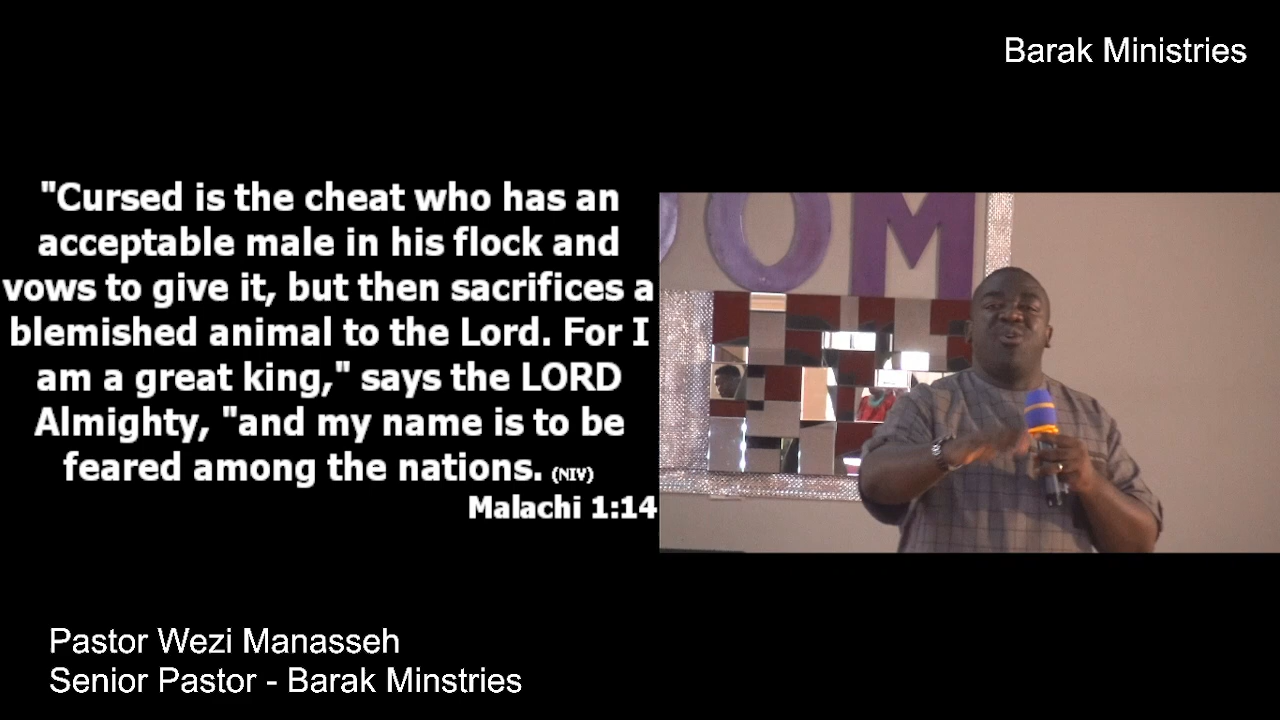 Barak Ministries
"Cursed is the cheat who has an
acceptable male in his flock and
vows to give it, but then sacrifices a
blemished animal to the Lord. For I
am a great king," says the LORD
Almighty, "and my name is to be
feared among the nations. (NIV)
Malachi 1:14
OM
Pastor Wezi Manasseh
Senior Pastor - Barak Minstries